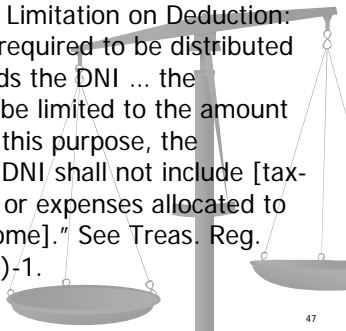 Limitation on Deduction:
required to be distributed
ds the DNI ... the
be limited to the amount
this purpose, the
DNI shall not include [tax-
or expenses allocated to
ome]." See Treas. Reg.
)-1.
47